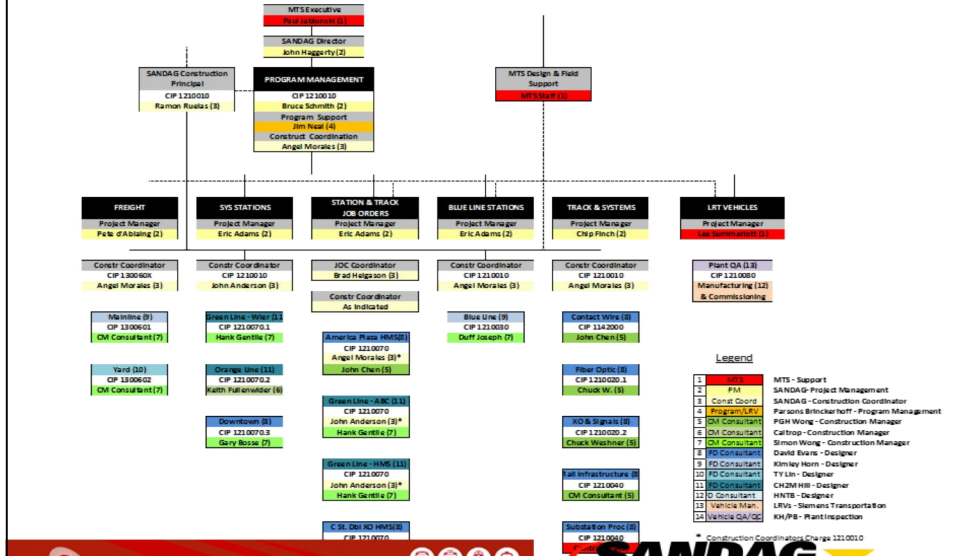 MTS Executive
Paul Jablonski (1)
SANDAG Director
John Haggerty (2)
SANDAG Construction
Principal
CIP 1210010
Ramon Ruelas (3)
PROGRAM MANAGEMENT
CIP 1210010
Bruce Schmith (2)
Program Support
Jim Neal (4)
Construct Coordination
Angel Morales (3)
MTS Design & Field
Support
MTS Staff (1)
FREIGHT
Project Manager
Pete d'Ablaing (2)
Constr Coordinator
CIP 130060X
Angel Morales (3)
Mainline (9)
CIP 1300601
CM Consultant (7)
Yard (10)
CIP 1300602
CM Consultant (7)
SYS STATIONS
Project Manager
Eric Adams (2)
Constr Coordinator
CIP 1210010
John Anderson (3)
Green Line - Wier (11
CIP 1210070.1
Hank Gentile (7)
Orange Line (11)
CIP 1210070.2
Keith Fullenwider (6)
Downtown (8)
CIP 1210070.3
Gary Bosse (7)
STATION & TRACK
JOB ORDERS
Project Manager
Eric Adams (2)
JOC Coordinator
Brad Helgason (3)
Constr Coordinator
As Indicated
America Plaza HMS(8)
CIP 1210070
Angel Morales (3)*
John Chen (5)
Green Line - ABC (11)
CIP 1210070
John Anderson (3)*
Hank Gentile (7)
Green Line - HMS (11)
CIP 1210070
John Anderson (3)*
Hank Gentile (7)
C St. Dbl XO HMS(8)
CIP 1210070
BLUE LINE STATIONS
Project Manager
Eric Adams (2)
Constr Coordinator
CIP 1210010
Angel Morales (3)
Blue Line (9)
CIP 1210030
Duff Joseph (7)
TRACK & SYSTEMS
Project Manager
Chip Finch (2)
Constr Coordinator
CIP 1210010
Angel Morales (3)
Contact Wire (8)
CIP 1142000
John Chen (5)
Fiber Optic (8)
CIP 1210020.1
Chuck W. (5)
XO & Signals (8)
CIP 1210020.2
Chuck Weshner (5)
Rail Infrastructure (8
CIP 1210040
CM Consultant (5)
Substation Proc (8)
CIP 1210040
LRT VEHICLES
Project Manager
Lee Summerlott (1)
Plant QA (13)
CIP 1210080
Manufacturing (12)
& Commissioning
Legend
1 MTS MTS - Support
2 PM SANDAG- Project Management
3 Const Coord SANDAG - Construction Coordinator
4 Program/LRV Parsons Brinckerhoff - Program Management
5 CM Consultant PGH Wong - Construction Manager
6 CM Consultant Caltrop - Construction Manager
7 CM Consultant Simon Wong - Construction Manager
8 FD Consultant David Evans - Designer
9 FD Consultant Kimley Horn - Designer
10 FD Consultant TY Lin - Designer
11 FD Consultant CH2M Hill - Designer
12 FD Consultant HNTB - Designer
13 Vehicle Man. LRVs - Siemens Transportation
14 Vehicle QA/QC KH/PB - Plant Inspection
* Construction Coordinators Charge 1210010
SANDAG